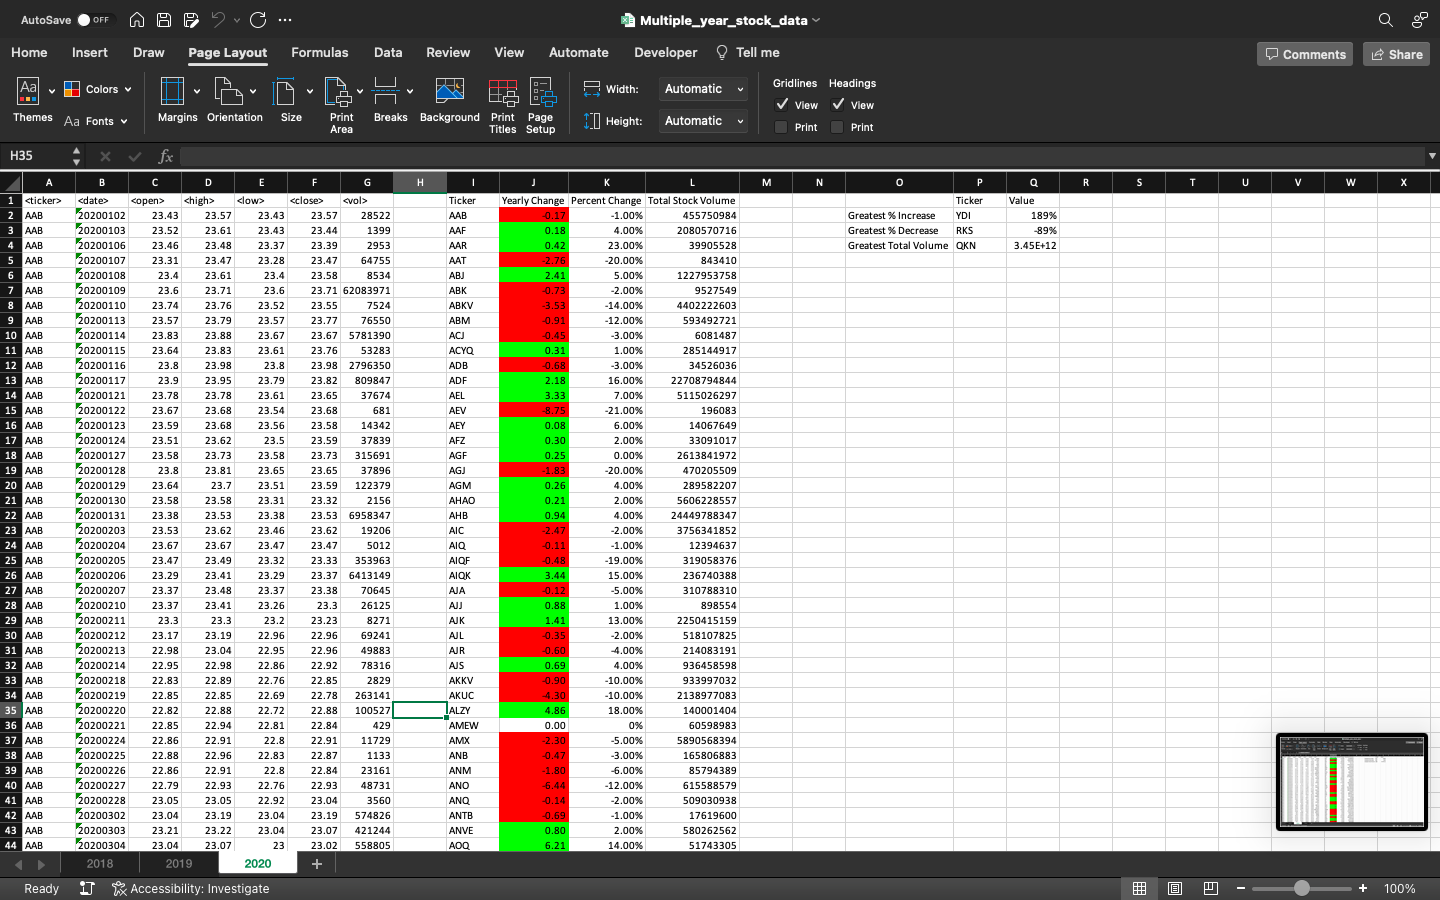 AutoSave OFF Multiple_year_stock_data
Home Insert Draw Page Layout Formulas Data Review View Automate Developer Tell me Comments Share
Aa Colors Width: Automatic Gridlines Headings
View View
Themes Aa Fonts Margins Orientation Size Print Area Breaks Background Print Titles Page Setup Height: Automatic Print Print
H35 fx
A B C D E F G H I J K L M N O P Q R S T U V W X
1 <ticker> <date> <open> <high> <low> <close> <vol> Ticker Yearly Change Percent Change Total Stock Volume Ticker Value
2 AAB 20200102 23.43 23.57 23.43 23.57 28522 AAB -0.17 -1.00% 455750984 Greatest % Increase YDI 189%
3 AAB 20200103 23.52 23.61 23.43 23.44 1399 AAF 0.18 4.00% 2080570716 Greatest % Decrease RKS -89%
4 AAB 20200106 23.46 23.48 23.37 23.39 2953 AAR 0.42 23.00% 39905528 Greatest Total Volume QKN 3.45E+12
5 AAB 20200107 23.31 23.47 23.28 23.47 64755 AAT -2.76 -20.00% 843410
6 AAB 20200108 23.4 23.61 23.4 23.58 8534 ABJ 2.41 5.00% 1227953758
7 AAB 20200109 23.6 23.71 23.6 23.71 62083971 ABK -0.73 -2.00% 9527549
8 AAB 20200110 23.74 23.76 23.52 23.55 7524 ABKV -3.53 -14.00% 4402222603
9 AAB 20200113 23.57 23.79 23.57 23.77 76550 ABM -0.91 -12.00% 593492721
10 AAB 20200114 23.83 23.88 23.67 23.67 5781390 ACJ -0.45 -3.00% 6081487
11 AAB 20200115 23.64 23.83 23.61 23.76 53283 ACYQ 0.31 1.00% 285144917
12 AAB 20200116 23.8 23.98 23.8 23.98 2796350 ADB -0.68 -3.00% 34526036
13 AAB 20200117 23.9 23.95 23.79 23.82 809847 ADF 2.18 16.00% 22708794844
14 AAB 20200121 23.78 23.78 23.61 23.65 37674 AEL 3.33 7.00% 5115026297
15 AAB 20200122 23.67 23.68 23.54 23.68 681 AEV -8.75 -21.00% 196083
16 AAB 20200123 23.59 23.68 23.56 23.58 14342 AEY 0.08 6.00% 14067649
17 AAB 20200124 23.51 23.62 23.5 23.59 37839 AFZ 0.30 2.00% 33091017
18 AAB 20200127 23.58 23.73 23.58 23.73 315691 AGF 0.25 0.00% 2613841972
19 AAB 20200128 23.8 23.81 23.65 23.65 37896 AGJ -1.83 -20.00% 470205509
20 AAB 20200129 23.64 23.7 23.51 23.59 122379 AGM 0.26 4.00% 289582207
21 AAB 20200130 23.58 23.58 23.31 23.32 2156 AHAO 0.21 2.00% 5606228557
22 AAB 20200131 23.38 23.53 23.38 23.53 6958347 AHB 0.94 4.00% 24449788347
23 AAB 20200203 23.53 23.62 23.46 23.62 19206 AIC -2.47 -2.00% 3756341852
24 AAB 20200204 23.67 23.67 23.47 23.47 5012 AIQ -0.11 -1.00% 12394637
25 AAB 20200205 23.47 23.49 23.32 23.33 353963 AIQF -0.48 -19.00% 319058376
26 AAB 20200206 23.29 23.41 23.29 23.37 6413149 AIQK 3.44 15.00% 236740388
27 AAB 20200207 23.37 23.48 23.37 23.38 70645 AJA -0.12 -5.00% 310788310
28 AAB 20200210 23.37 23.41 23.26 23.3 26125 AJJ 0.88 1.00% 898554
29 AAB 20200211 23.3 23.3 23.2 23.23 8271 AJK 1.41 13.00% 2250415159
30 AAB 20200212 23.17 23.19 22.96 22.96 69241 AJL -0.35 -2.00% 518107825
31 AAB 20200213 22.98 23.04 22.95 22.96 49883 AJR -0.60 -4.00% 214083191
32 AAB 20200214 22.95 22.98 22.86 22.92 78316 AJS 0.69 4.00% 936458598
33 AAB 20200218 22.83 22.89 22.76 22.85 2829 AKKV -0.90 -10.00% 933997032
34 AAB 20200219 22.85 22.85 22.69 22.78 263141 AKUC -4.30 -10.00% 2138977083
35 AAB 20200220 22.82 22.88 22.72 22.88 100527 ALZY 4.86 18.00% 140001404
36 AAB 20200221 22.85 22.94 22.81 22.84 429 AMEW 0.00 0% 60598983
37 AAB 20200224 22.86 22.91 22.8 22.91 11729 AMX -2.30 -5.00% 5890568394
38 AAB 20200225 22.88 22.96 22.83 22.87 1133 ANB -0.47 -3.00% 165806883
39 AAB 20200226 22.86 22.91 22.8 22.84 23161 ANM -1.80 -6.00% 85794389
40 AAB 20200227 22.79 22.93 22.76 22.93 48731 ANO -6.44 -12.00% 615588579
41 AAB 20200228 23.05 23.05 22.92 23.04 3560 ANQ -0.14 -2.00% 509030938
42 AAB 20200302 23.04 23.19 23.04 23.19 574826 ANTB -0.69 -1.00% 17619600
43 AAB 20200303 23.21 23.22 23.04 23.07 421244 ANVE 0.80 2.00% 580262562
44 AAB 20200304 23.04 23.07 23 23.02 558805 AOQ 6.21 14.00% 51743305
2018 2019 2020 +
Ready Accessibility: Investigate 100%